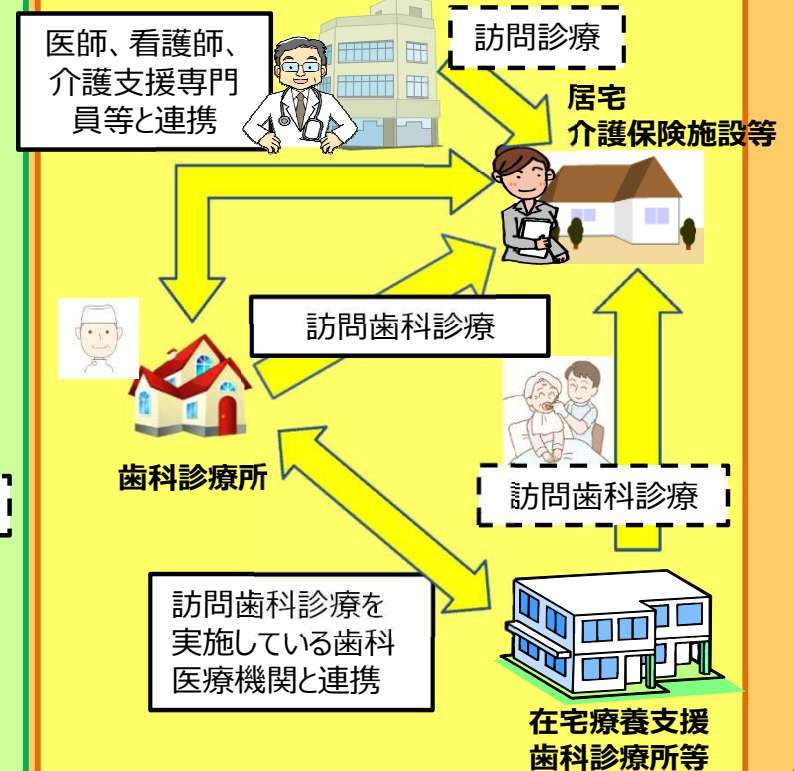 医師、看護師、
介護支援専門
員等と連携
訪問診療
居宅
介護保険施設等
訪問歯科診療
歯科診療所
訪問歯科診療
訪問歯科診療を
実施している歯科
医療機関と連携
在宅療養支援
歯科診療所等